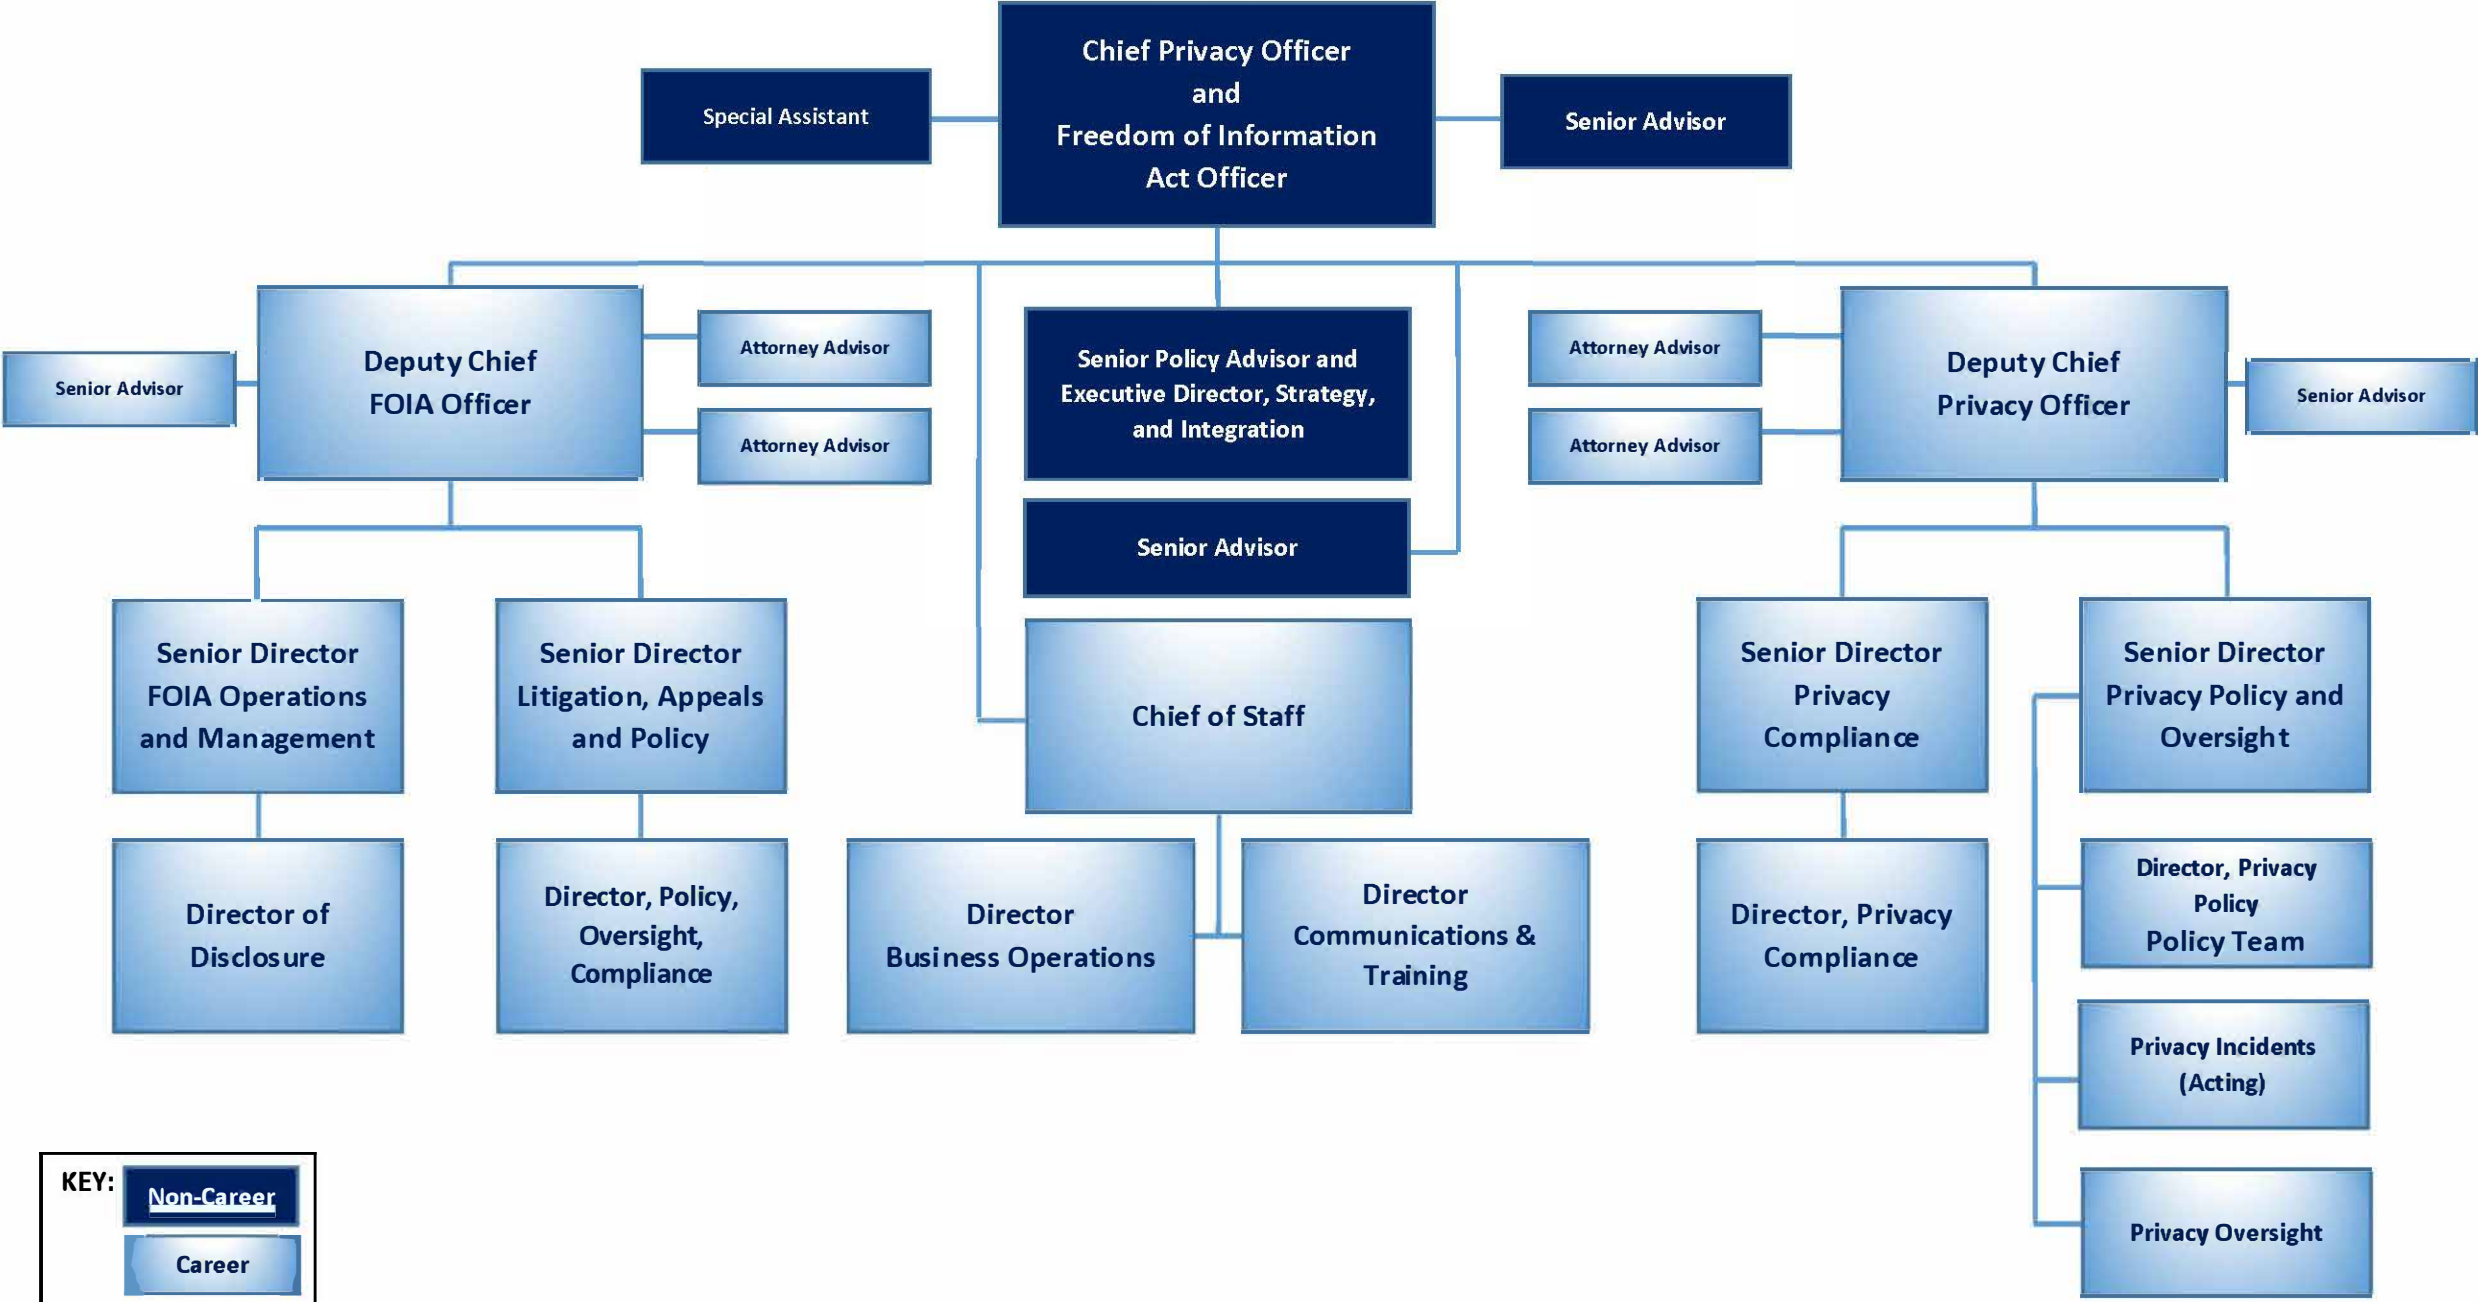 Chief Privacy Officer
and
Freedom of Information
Act Officer
Special Assistant
Senior Advisor
Deputy Chief
FOIA Officer
Senior Advisor
Attorney Advisor
Attorney Advisor
Senior Policy Advisor and
Executive Director, Strategy,
and Integration
Senior Advisor
Attorney Advisor
Attorney Advisor
Deputy Chief
Privacy Officer
Senior Advisor
Senior Director
FOIA Operations
and Management
Senior Director
Litigation, Appeals
and Policy
Chief of Staff
Senior Director
Privacy
Compliance
Senior Director
Privacy Policy and
Oversight
Director of
Disclosure
Director, Policy,
Oversight,
Compliance
Director
Business Operations
Director
Communications &
Training
Director, Privacy
Compliance
Director, Privacy
Policy
Policy Team
Privacy Incidents
(Acting)
Privacy Oversight
KEY:
Non-Career
Career